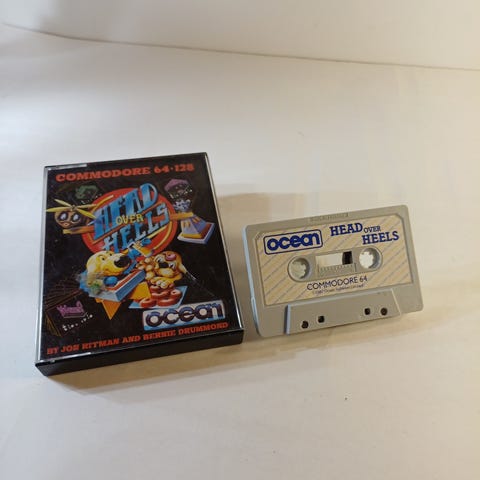 COMMODORE 64·128
HEAD
OVER
HEELS
ocean
BY JON RITMAN AND BERNIE DRUMMOND
ocean
HEAD OVER
HEELS
COMMODORE 64